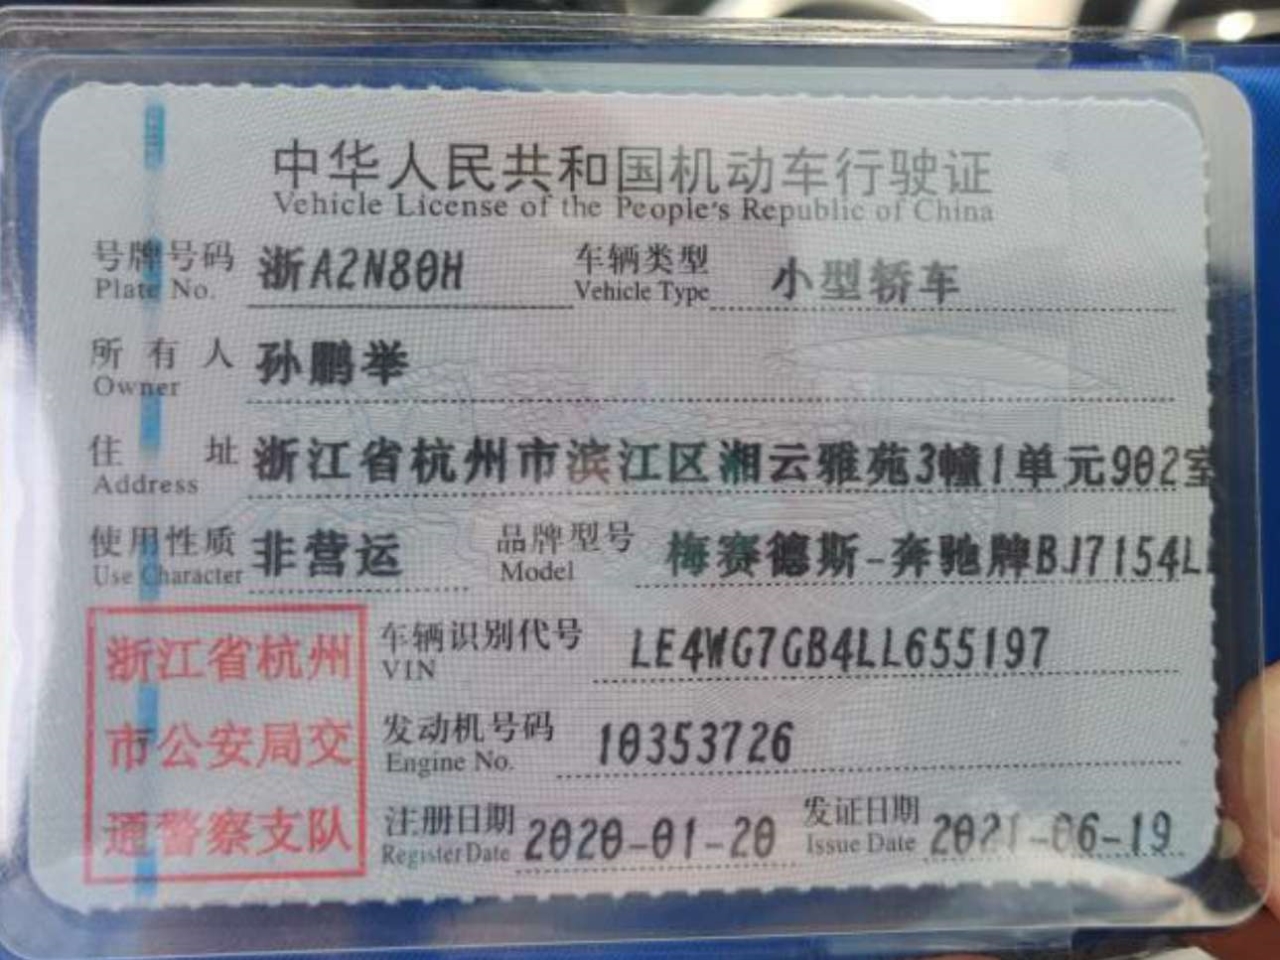 中华人民共和国机动车行驶证
Vehicle License of the People's Republic of China
号牌号码 浙A2N80H 车辆类型 小型轿车
Plate No. Vehicle Type
所有人 孙鹏举
Owner
住址 浙江省杭州市滨江区湘云雅苑3幢1单元902室
Address
使用性质 非营运 品牌型号 梅赛德斯-奔驰牌BJ7154L
Use Character Model
浙江省杭州 车辆识别代号 LE4WG7GB4LL655197
VIN
市公安局交 发动机号码 10353726
Engine No.
通警察支队 注册日期 2020-01-20 发证日期 2021-06-19
Register Date Issue Date